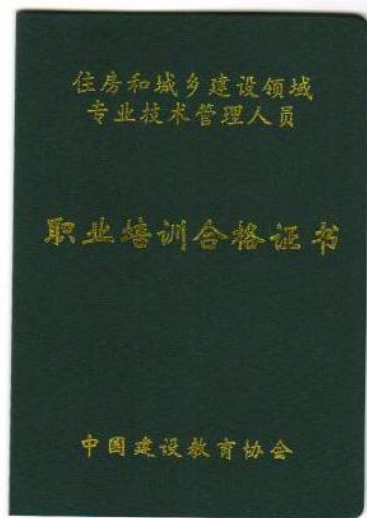 住房和城乡建设领域
专业技术管理人员
职业培训合格证书
中国建设教育协会